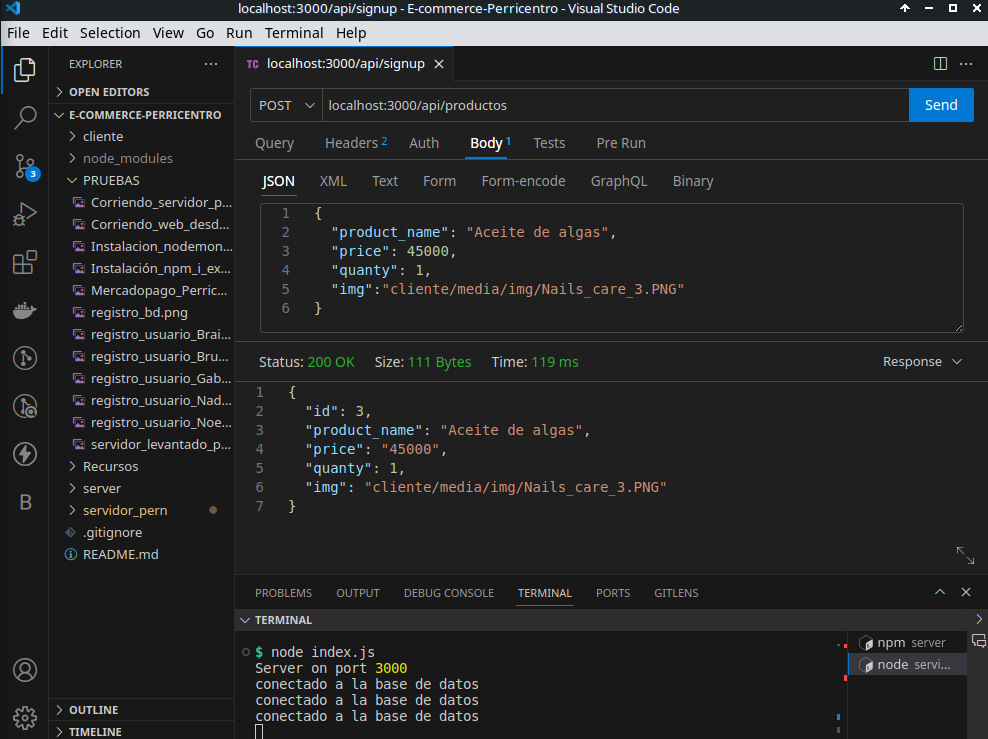 localhost:3000/api/signup - E-commerce-Perricentro - Visual Studio Code
File Edit Selection View Go Run Terminal Help
EXPLORER ...
TC localhost:3000/api/signup
OPEN EDITORS
E-COMMERCE-PERRICENTRO
cliente
node_modules
PRUEBAS
Corriendo_servidor_p...
Corriendo_web_desd...
Instalacion_nodemon...
Instalación_npm_i_ex...
Mercadopago_Perric...
registro_bd.png
registro_usuario_Brai...
registro_usuario_Bru...
registro_usuario_Gab...
registro_usuario_Nad...
registro_usuario_Noe...
servidor_levantado_p...
Recursos
server
servidor_pern
.gitignore
README.md
OUTLINE
TIMELINE
3
B
POST localhost:3000/api/productos Send
Query Headers 2 Auth Body 1 Tests Pre Run
JSON XML Text Form Form-encode GraphQL Binary
1 {
2 "product_name": "Aceite de algas",
3 "price": 45000,
4 "quanty": 1,
5 "img":"cliente/media/img/Nails_care_3.PNG"
6 }
Status: 200 OK Size: 111 Bytes Time: 119 ms Response
1 {
2 "id": 3,
3 "product_name": "Aceite de algas",
4 "price": "45000",
5 "quanty": 1,
6 "img": "cliente/media/img/Nails_care_3.PNG"
7 }
PROBLEMS OUTPUT DEBUG CONSOLE TERMINAL PORTS GITLENS
TERMINAL
$ node index.js
Server on port 3000
conectado a la base de datos
conectado a la base de datos
conectado a la base de datos
npm server
node servi...